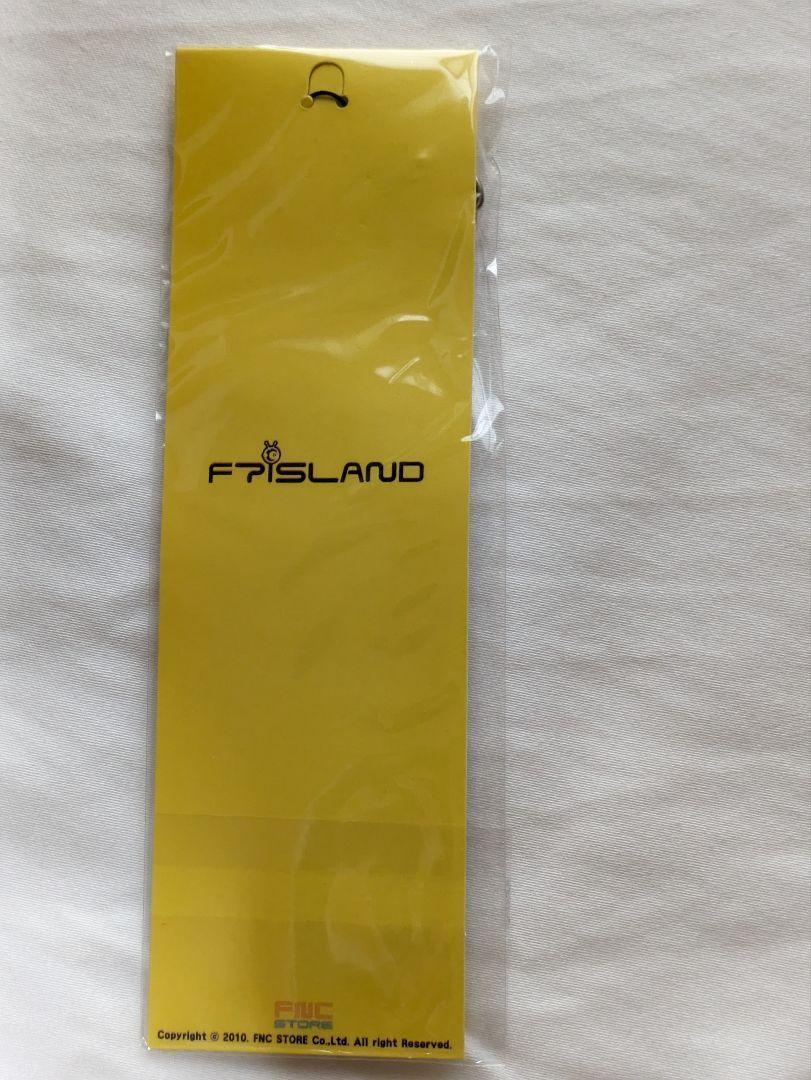 F7ISLAND
FNC
STORE
Copyright ⓒ 2010. FNC STORE Co.,Ltd. All right Reserved.